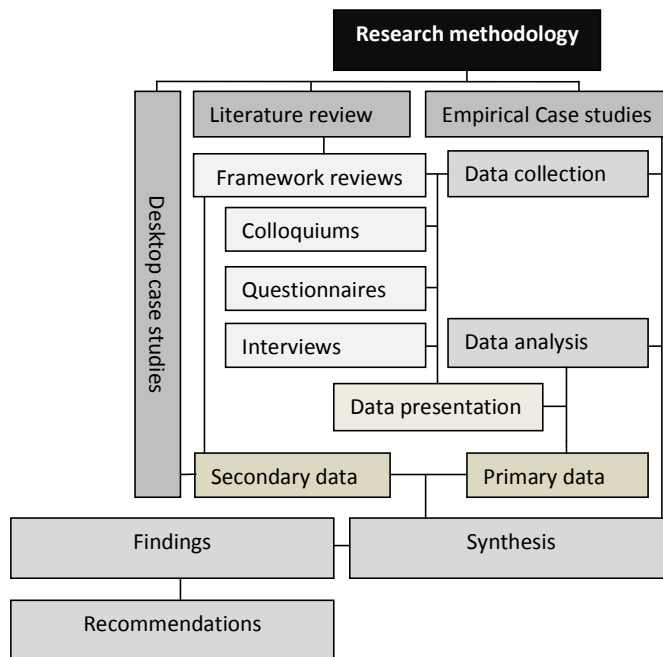 Research methodology
Literature review
Empirical Case studies
Desktop case studies
Framework reviews
Data collection
Colloquiums
Questionnaires
Interviews
Data analysis
Data presentation
Secondary data
Primary data
Findings
Synthesis
Recommendations